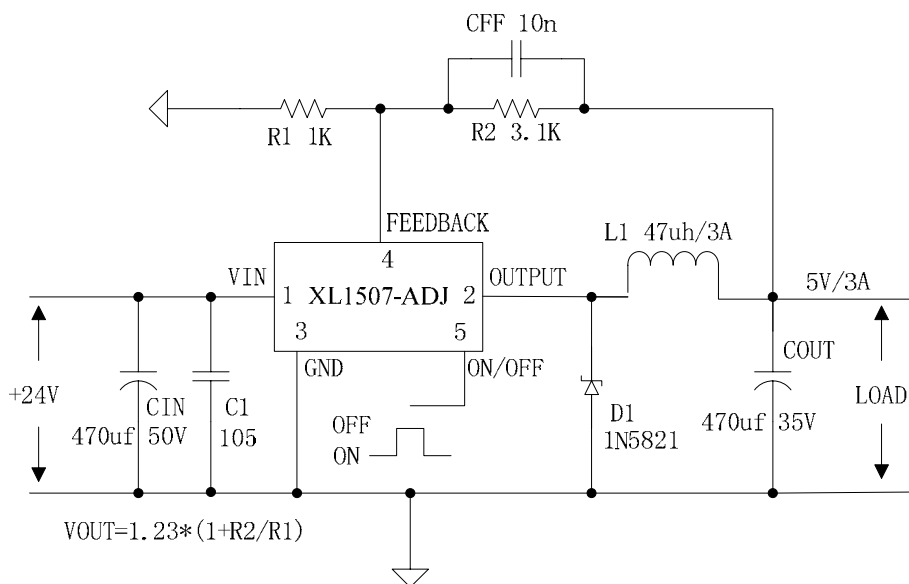 CFF 10n
R1 1K
R2 3.1K
FEEDBACK
4
L1 47uh/3A
VIN
OUTPUT
5V/3A
1 XL1507-ADJ 2
3
5
GND
ON/OFF
COUT
+24V
CIN
C1
D1
LOAD
470uf 50V
105
OFF
1N5821
470uf 35V
ON
VOUT=1.23*(1+R2/R1)